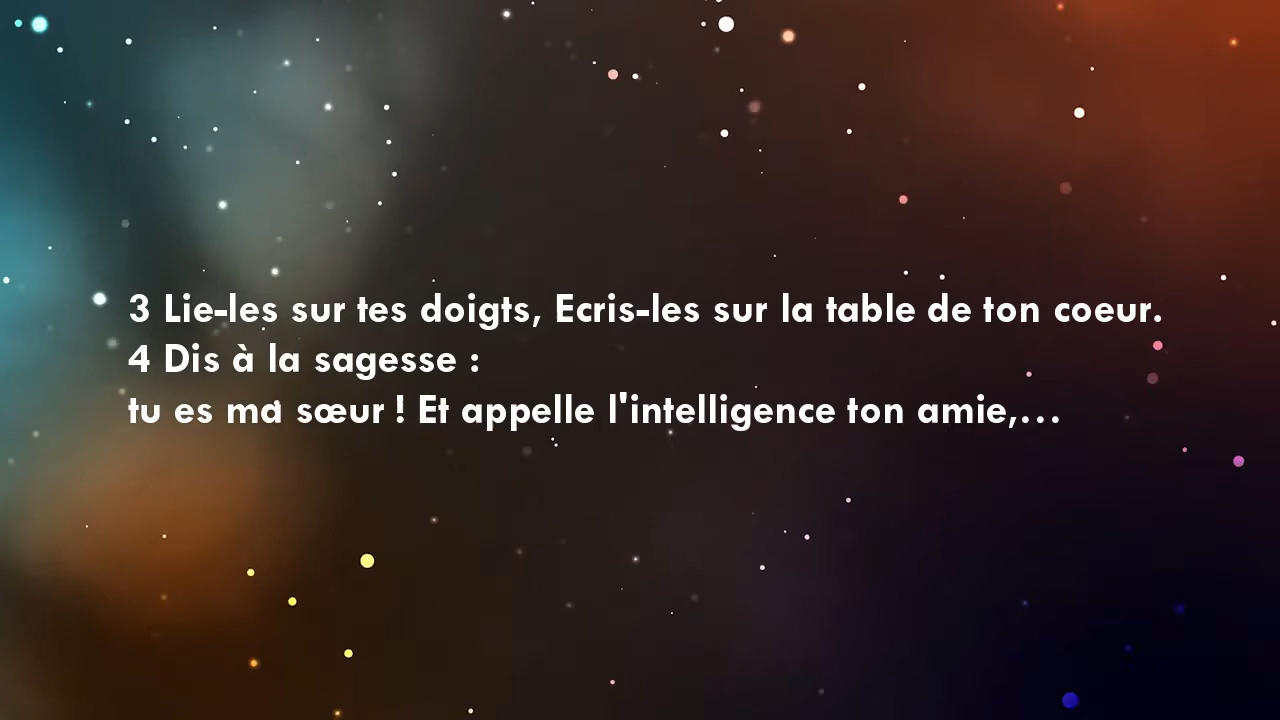 3 Lie-les sur tes doigts, Ecris-les sur la table de ton coeur.
4 Dis à la sagesse :
tu es ma sœur ! Et appelle l'intelligence ton amie,…